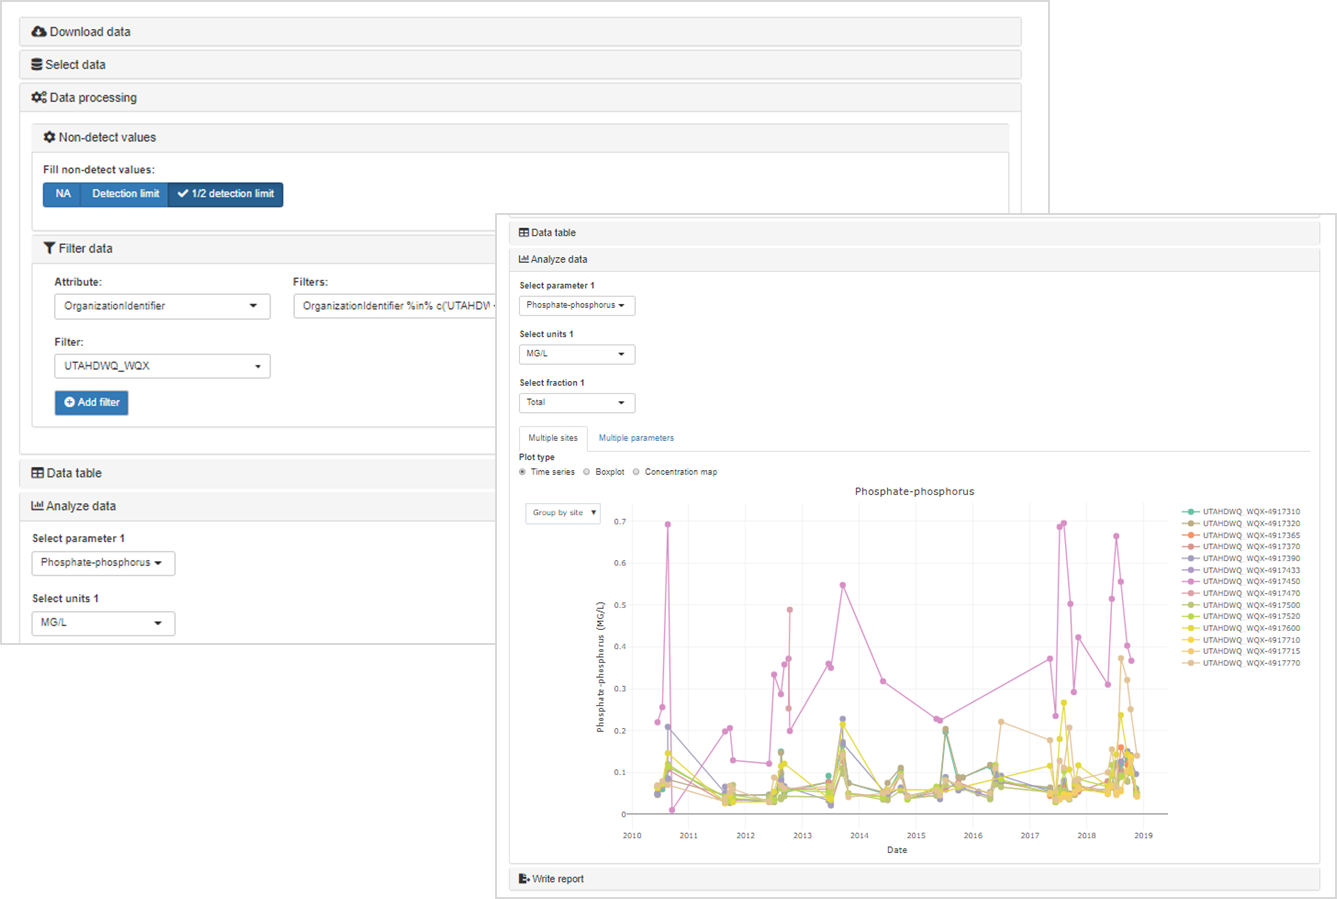 Download data
Select data
Data processing
Non-detect values
Fill non-detect values:
NA Detection limit 1/2 detection limit
Filter data
Attribute: Filters:
OrganizationIdentifier OrganizationIdentifier %in% c('UTAHDW
Filter:
UTAHDWQ_WQX
Add filter
Data table
Analyze data
Select parameter 1
Phosphate-phosphorus
Select units 1
MG/L
Data table
Analyze data
Select parameter 1
Phosphate-phosphorus
Select units 1
MG/L
Select fraction 1
Total
Multiple sites Multiple parameters
Plot type
Time series Boxplot Concentration map
Phosphate-phosphorus
Group by site
Phosphate-phosphorus (MG/L)
0.7
0.6
0.5
0.4
0.3
0.2
0.1
0
2010 2011 2012 2013 2014 2015 2016 2017 2018 2019
Date
UTAHDWQ_WQX-4917310
UTAHDWQ_WQX-4917320
UTAHDWQ_WQX-4917365
UTAHDWQ_WQX-4917370
UTAHDWQ_WQX-4917390
UTAHDWQ_WQX-4917433
UTAHDWQ_WQX-4917450
UTAHDWQ_WQX-4917470
UTAHDWQ_WQX-4917500
UTAHDWQ_WQX-4917520
UTAHDWQ_WQX-4917600
UTAHDWQ_WQX-4917710
UTAHDWQ_WQX-4917715
UTAHDWQ_WQX-4917770
Write report